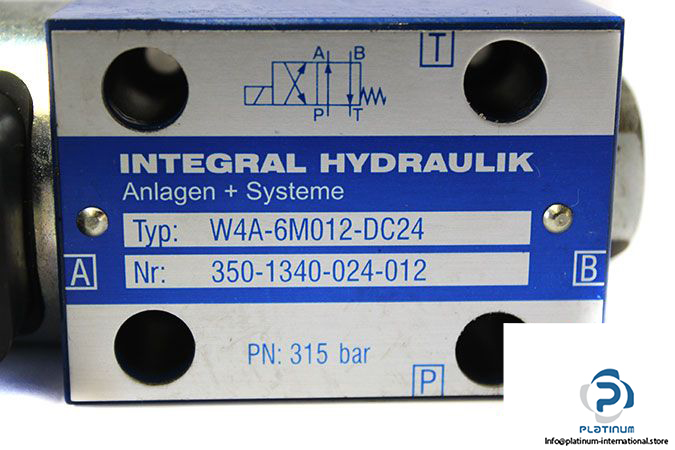 A B
T
P T
INTEGRAL HYDRAULIK
Anlagen + Systeme
Typ: W4A-6M012-DC24
A
Nr: 350-1340-024-012
B
PN: 315 bar
P
PLATINUM
Info@platinum-international.store